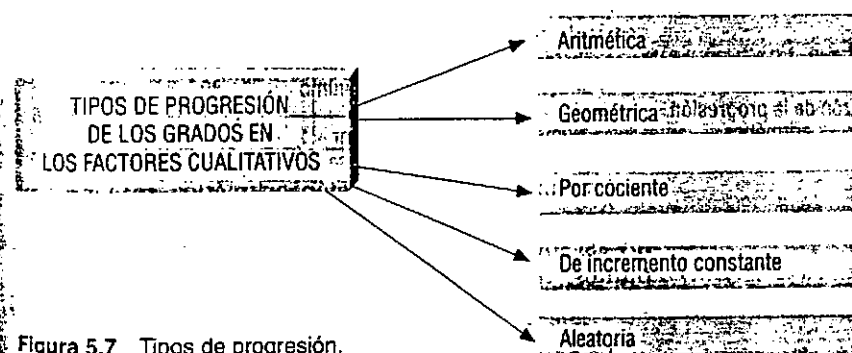 TIPOS DE PROGRESIÓN
DE LOS GRADOS EN
LOS FACTORES CUALITATIVOS
Aritmética
Geométrica
Por cociente
De incremento constante
Aleatoria
Figura 5.7 Tipos de progresión.